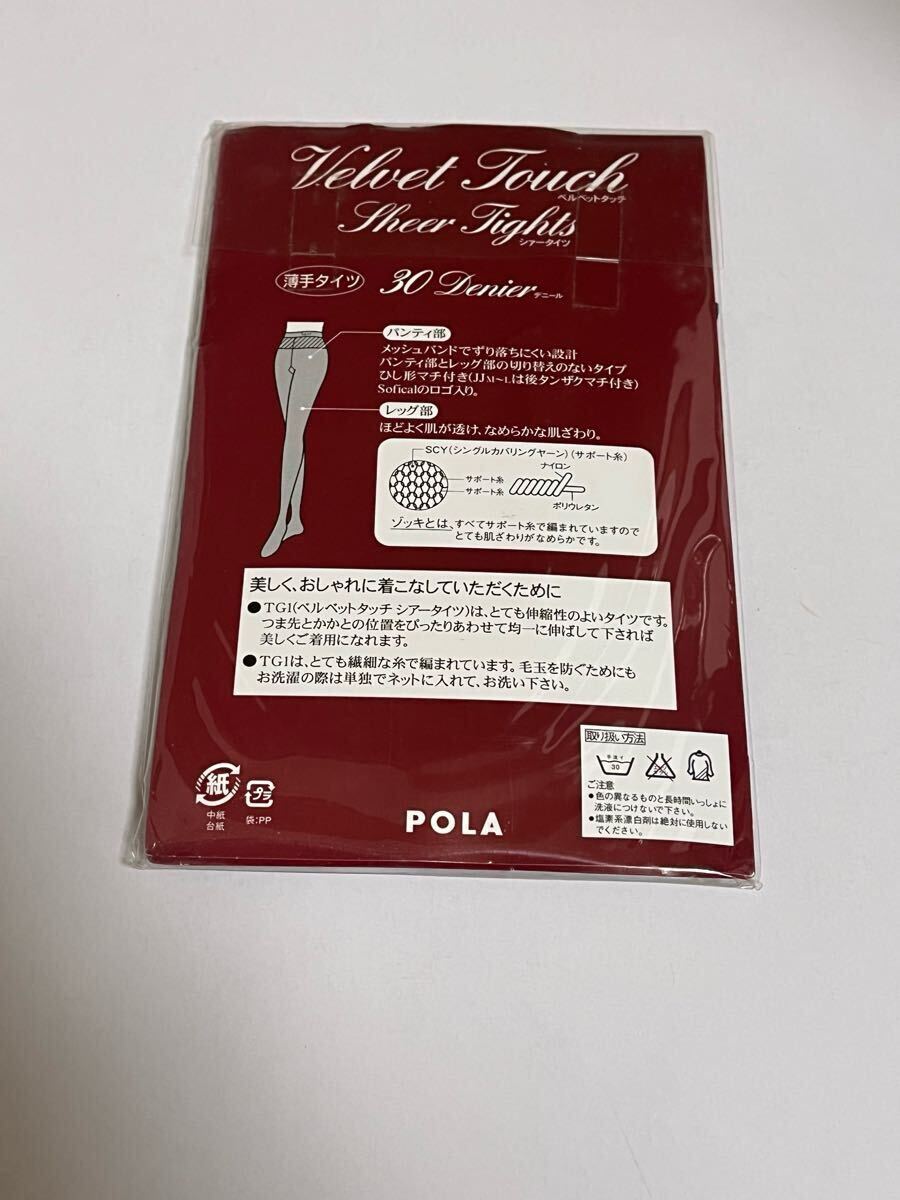 Velvet Touch
ベルベットタッチ
Sheer Tights
シアータイツ
薄手タイツ
30 Denier デニール
パンティ部
メッシュバンドでずり落ちにくい設計
パンティ部とレッグ部の切り替えのないタイプ
ひし形マチ付き(JJM~Lは後タンザクマチ付き)
Soficalのロゴ入り。
レッグ部
ほどよく肌が透け、なめらかな肌ざわり。
SCY(シングルカバリングヤーン)(サポート糸)
ナイロン
サポート糸
サポート糸
ポリウレタン
ゾッキとは、すべてサポート糸で編まれていますので
とても肌ざわりがなめらかです。
美しく、おしゃれに着こなしていただくために
●TG1(ベルベットタッチ シアータイツ)は、とても伸縮性のよいタイツです。
つま先とかかとの位置をぴったりあわせて均一に伸ばして下されば
美しくご着用になれます。
●TG1は、とても繊細な糸で編まれています。毛玉を防ぐためにも
お洗濯の際は単独でネットに入れて、お洗い下さい。
取り扱い方法
手洗イ
30
ご注意
●色の異なるものと長時間いっしょに
洗液につけないで下さい。
●塩素系漂白剤は絶対に使用しない
でください。
紙
中紙
台紙
プラ
袋:PP
POLA